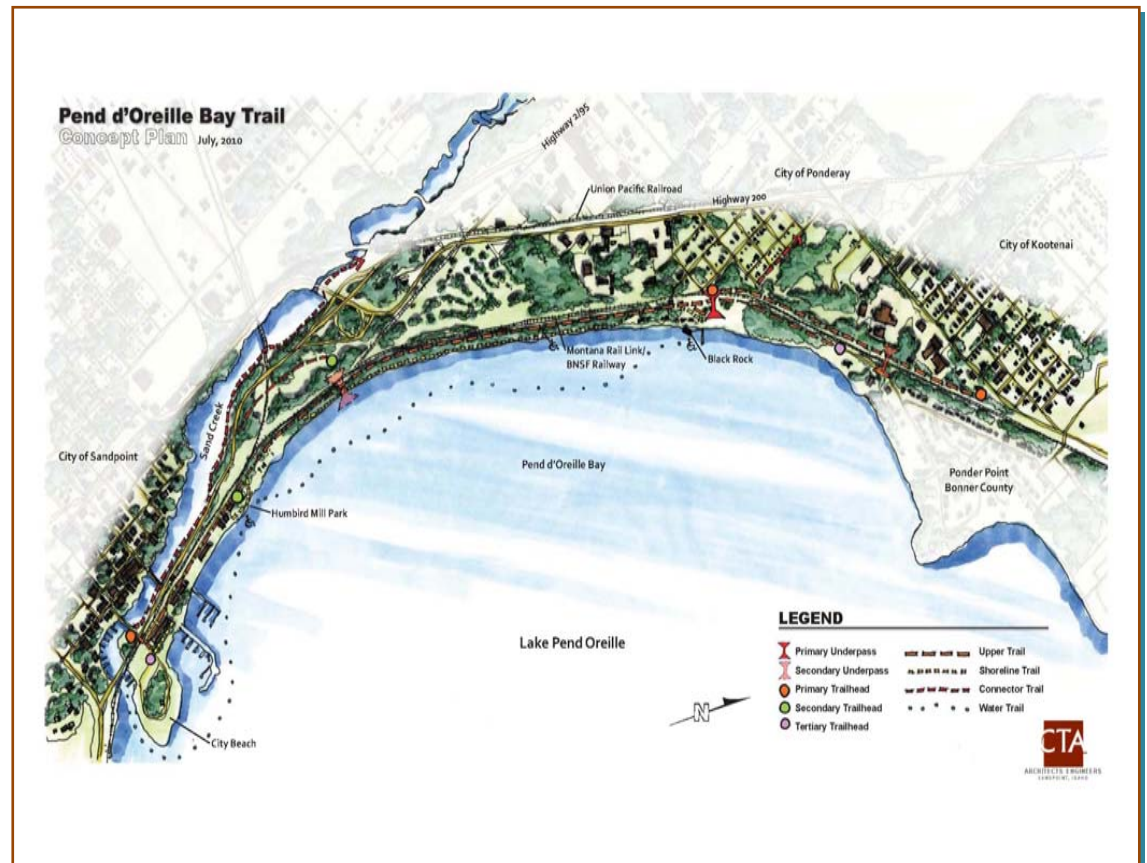 Pend d'Oreille Bay Trail
Concept Plan July, 2010
Highway 2/95
City of Ponderay
Union Pacific Railroad
Highway 200
City of Kootenai
Montana Rail Link/
BNSF Railway
Black Rock
Sand Creek
City of Sandpoint
Pend d'Oreille Bay
Ponder Point
Bonner County
Humbird Mill Park
Lake Pend Oreille
City Beach
N
LEGEND
Primary Underpass
Secondary Underpass
Primary Trailhead
Secondary Trailhead
Tertiary Trailhead
Upper Trail
Shoreline Trail
Connector Trail
Water Trail
CTA
ARCHITECTS ENGINEERS
SANDPOINT, IDAHO